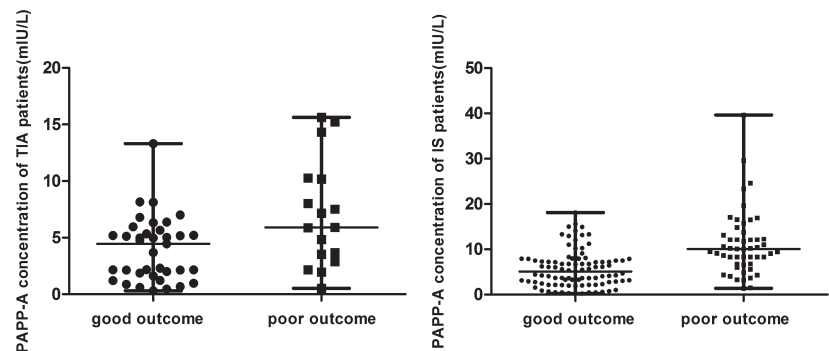 PAPP-A concentration of TIA patients(mIU/L)
20
15
10
5
0
good outcome
poor outcome
PAPP-A concentration of IS patients(mIU/L)
50
40
30
20
10
0
good outcome
poor outcome